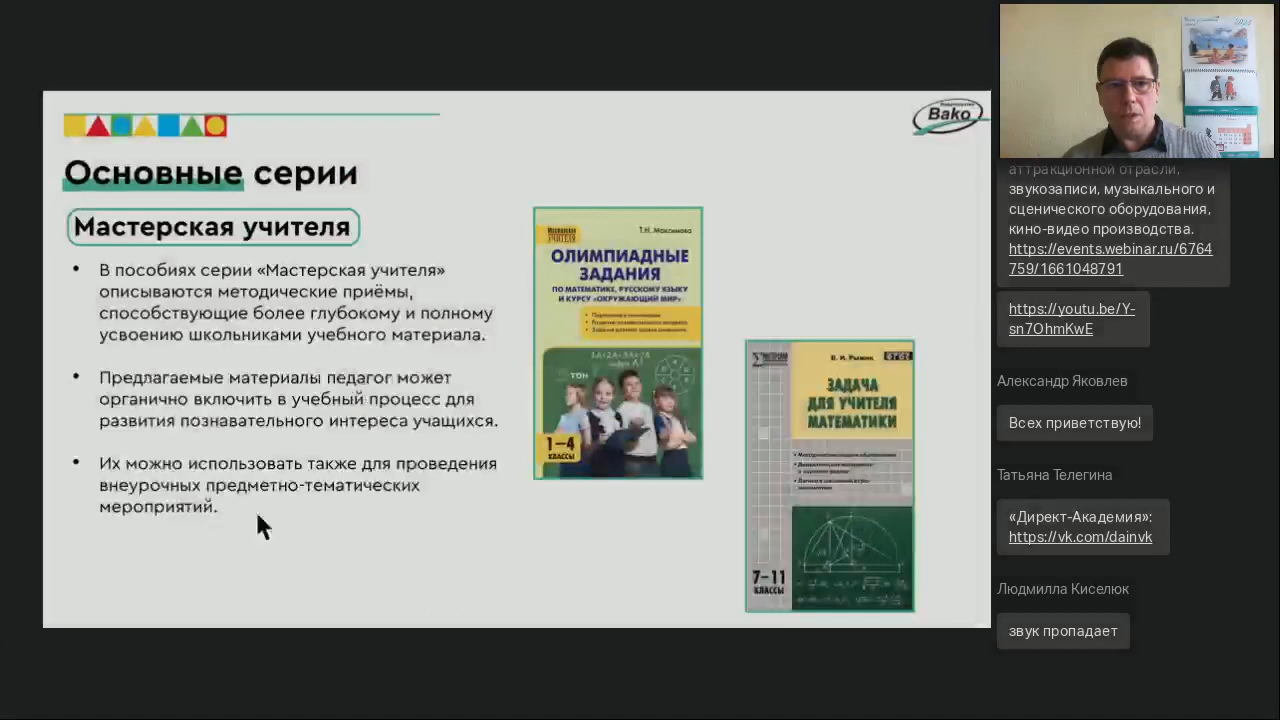 Bako
Основные серии
Мастерская учителя
• В пособиях серии «Мастерская учителя»
описываются методические приёмы,
способствующие более глубокому и полному
усвоению школьниками учебного материала.
• Предлагаемые материалы педагог может
органично включить в учебный процесс для
развития познавательного интереса учащихся.
• Их можно использовать также для проведения
внеурочных предметно-тематических
мероприятий.
УЧИТЕЛЯ
Т.Н. Максимова
ОЛИМПИАДНЫЕ
ЗАДАНИЯ
ПО МАТЕМАТИКЕ, РУССКОМУ ЯЗЫКУ
И КУРСУ «ОКРУЖАЮЩИЙ МИР»
1–4
КЛАССЫ
В. И. Рыжик
ЗАДАЧА
ДЛЯ УЧИТЕЛЯ
МАТЕМАТИКИ
7–11
КЛАССЫ
аттракционной отрасли,
звукозаписи, музыкального и
сценического оборудования,
кино-видео производства.
https://events.webinar.ru/6764
759/1661048791
https://youtu.be/Y-
sn7OhmKwE
Александр Яковлев
Всех приветствую!
Татьяна Телегина
«Директ-Академия»:
https://vk.com/dainvk
Людмилла Киселюк
звук пропадает